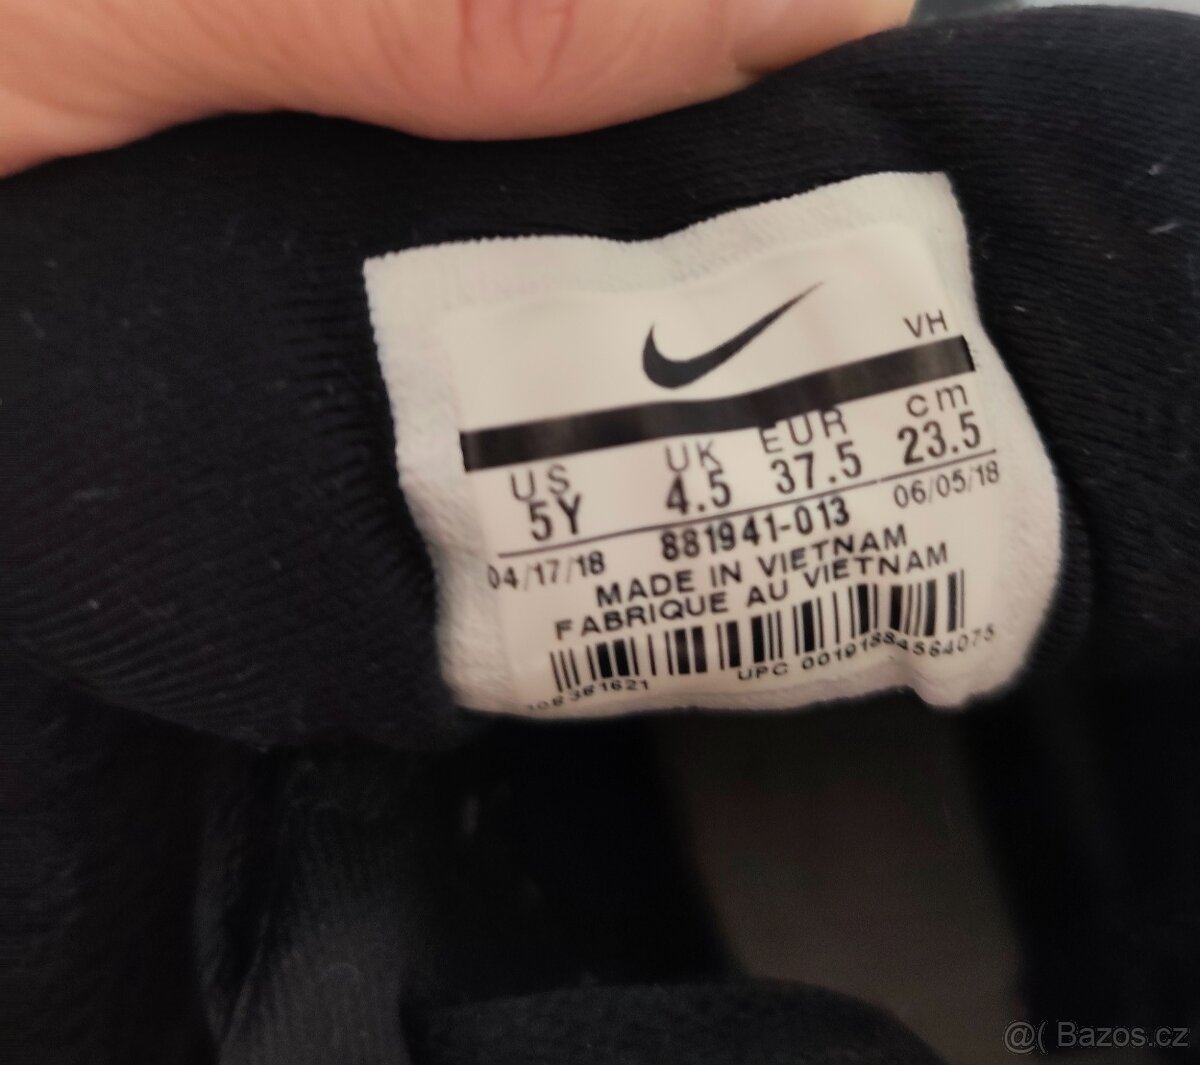 VH
US UK EUR cm
5Y 4.5 37.5 23.5
04/17/18 881941-013 06/05/18
MADE IN VIETNAM
FABRIQUE AU VIETNAM
UPC 00191884564075
@( Bazos.cz